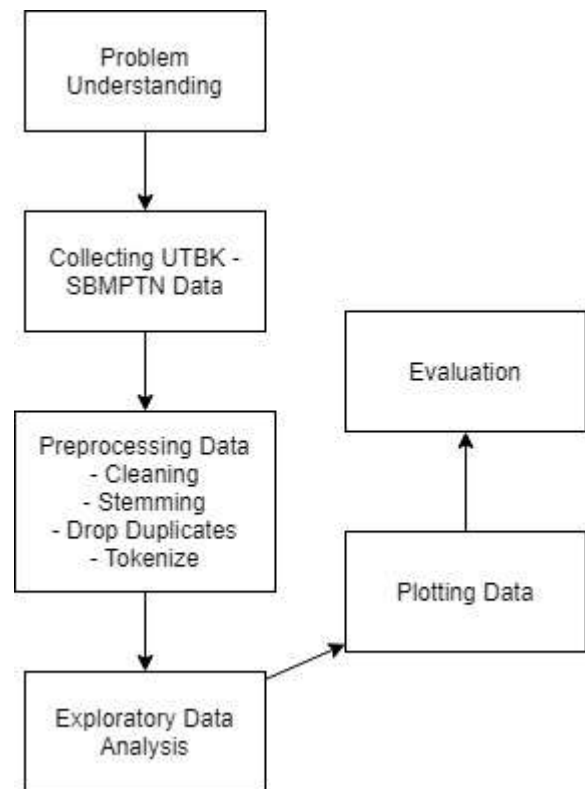 Problem
Understanding
Collecting UTBK -
SBMPTN Data
Preprocessing Data
- Cleaning
- Stemming
- Drop Duplicates
- Tokenize
Exploratory Data
Analysis
Plotting Data
Evaluation